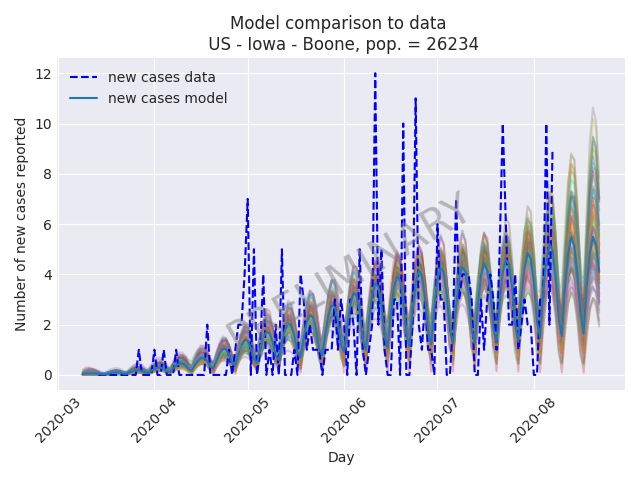 Model comparison to data
US - Iowa - Boone, pop. = 26234
new cases data
new cases model
PRELIMINARY
Number of new cases reported
12
10
8
6
4
2
0
2020-03
2020-04
2020-05
2020-06
2020-07
2020-08
Day